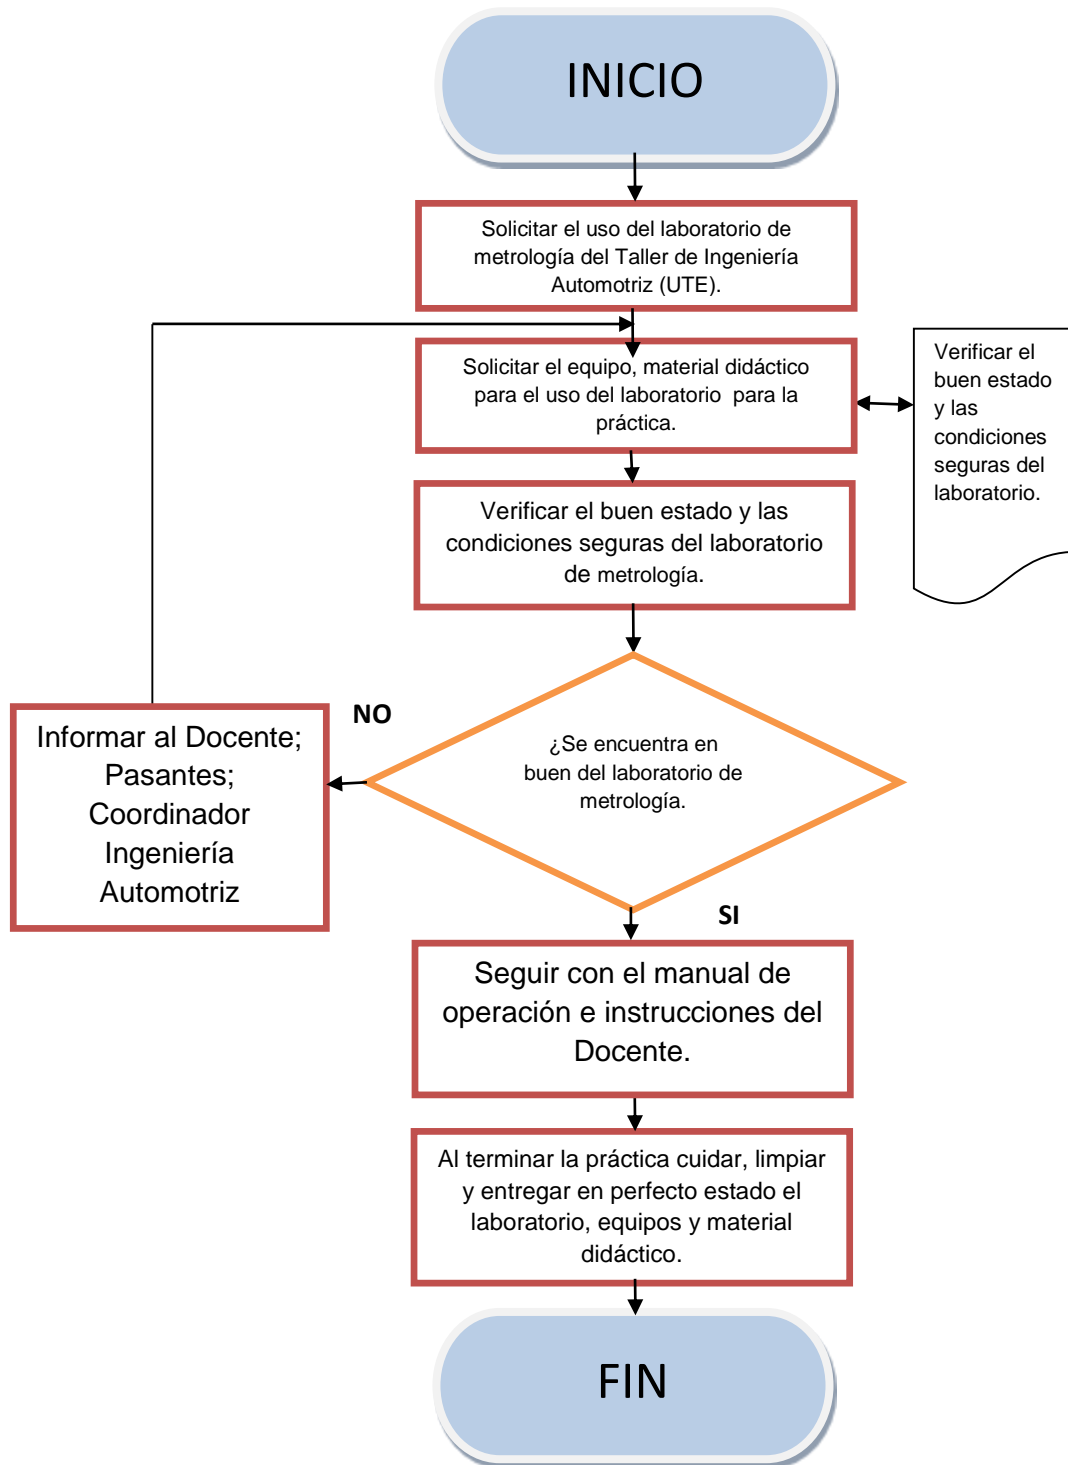 INICIO
Solicitar el uso del laboratorio de
metrología del Taller de Ingeniería
Automotriz (UTE).
Solicitar el equipo, material didáctico
para el uso del laboratorio para la
práctica.
Verificar el
buen estado
y las
condiciones
seguras del
laboratorio.
Verificar el buen estado y las
condiciones seguras del laboratorio
de metrología.
NO
Informar al Docente;
Pasantes;
Coordinador
Ingeniería
Automotriz
¿Se encuentra en
buen del laboratorio de
metrología.
SI
Seguir con el manual de
operación e instrucciones del
Docente.
Al terminar la práctica cuidar, limpiar
y entregar en perfecto estado el
laboratorio, equipos y material
didáctico.
FIN